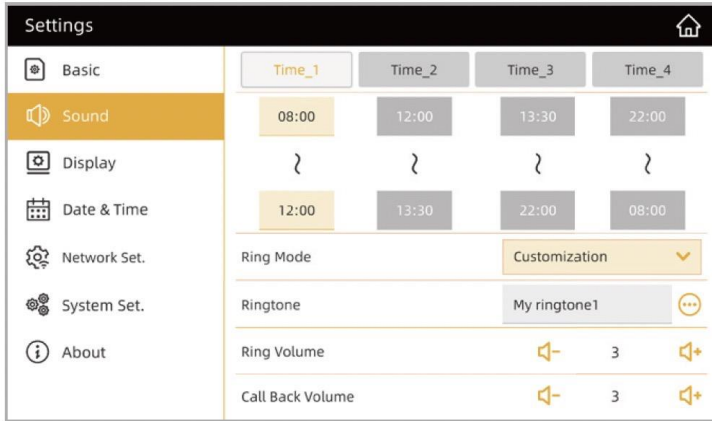 Settings
Basic
Sound
Display
Date & Time
Network Set.
System Set.
About
Time_1 Time_2 Time_3 Time_4
08:00 12:00 13:30 22:00
12:00 13:30 22:00 08:00
Ring Mode Customization
Ringtone My ringtone1
Ring Volume 3
Call Back Volume 3